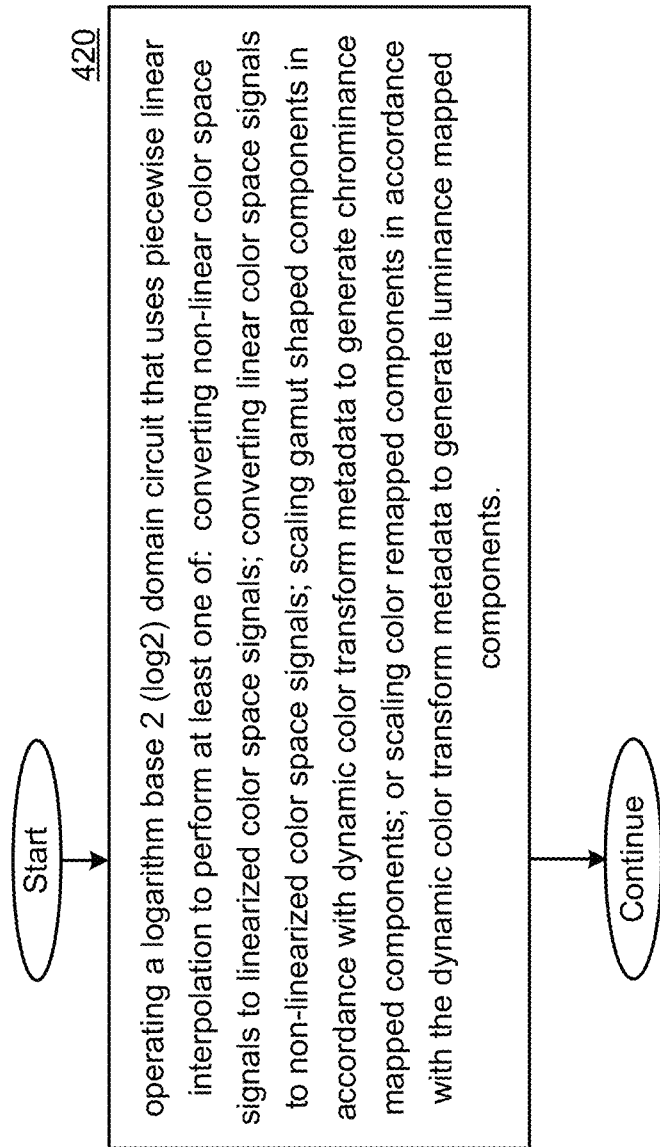 Start
420
operating a logarithm base 2 (log2) domain circuit that uses piecewise linear
interpolation to perform at least one of: converting non-linear color space
signals to linearized color space signals; converting linear color space signals
to non-linearized color space signals; scaling gamut shaped components in
accordance with dynamic color transform metadata to generate chrominance
mapped components; or scaling color remapped components in accordance
with the dynamic color transform metadata to generate luminance mapped
components.
Continue